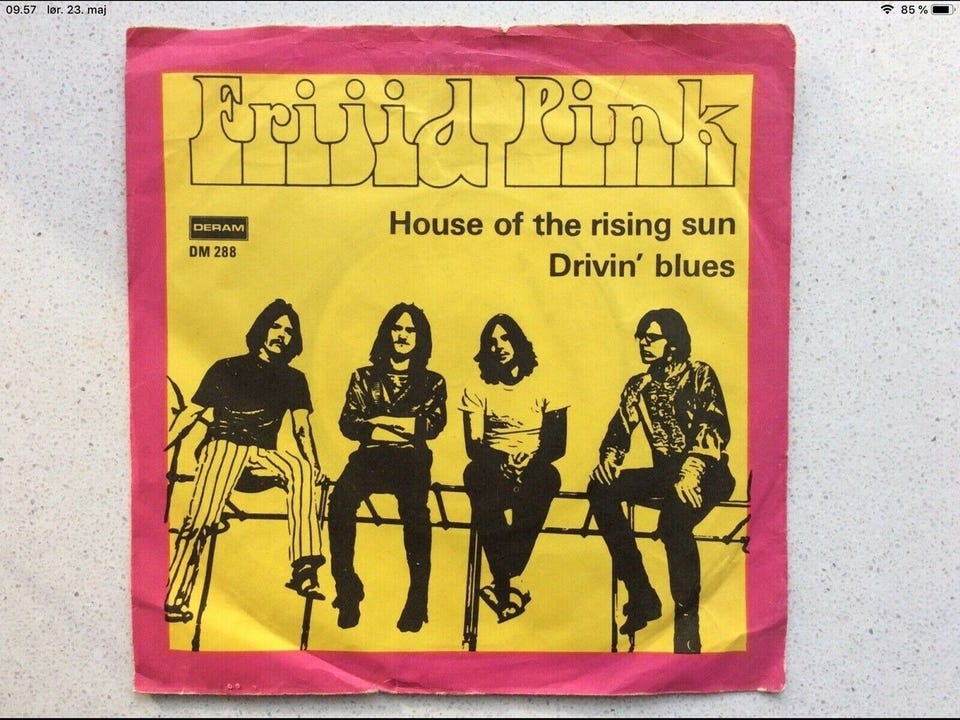 09.57 lør. 23. maj
85 %
Frijid Pink
DERAM
DM 288
House of the rising sun
Drivin' blues